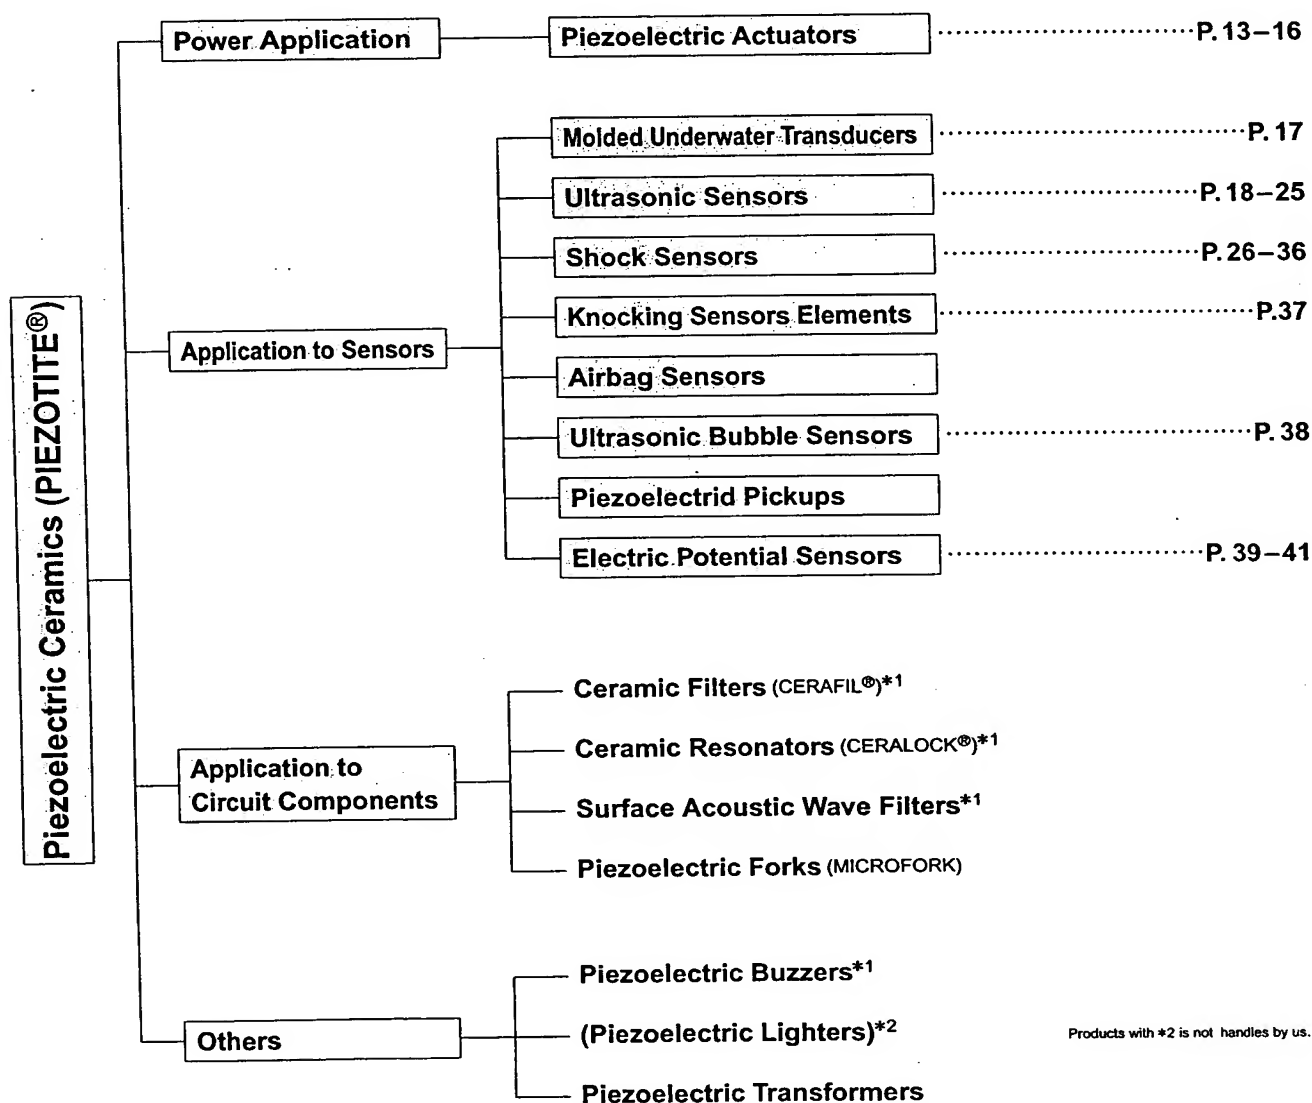 Power Application
Piezoelectric Actuators ··························P. 13–16
Molded Underwater Transducers ·······························P. 17
Ultrasonic Sensors ··························P. 18–25
Shock Sensors ··························P. 26–36
Knocking Sensors Elements ································P.37
Application to Sensors
Airbag Sensors
Ultrasonic Bubble Sensors ·······························P. 38
Piezoelectrid Pickups
Electric Potential Sensors ··························P. 39–41
Piezoelectric Ceramics (PIEZOTITE®)
Ceramic Filters (CERAFIL®)*1
Ceramic Resonators (CERALOCK®)*1
Application to
Circuit Components
Surface Acoustic Wave Filters*1
Piezoelectric Forks (MICROFORK)
Piezoelectric Buzzers*1
Others
(Piezoelectric Lighters)*2
Products with *2 is not handles by us.
Piezoelectric Transformers